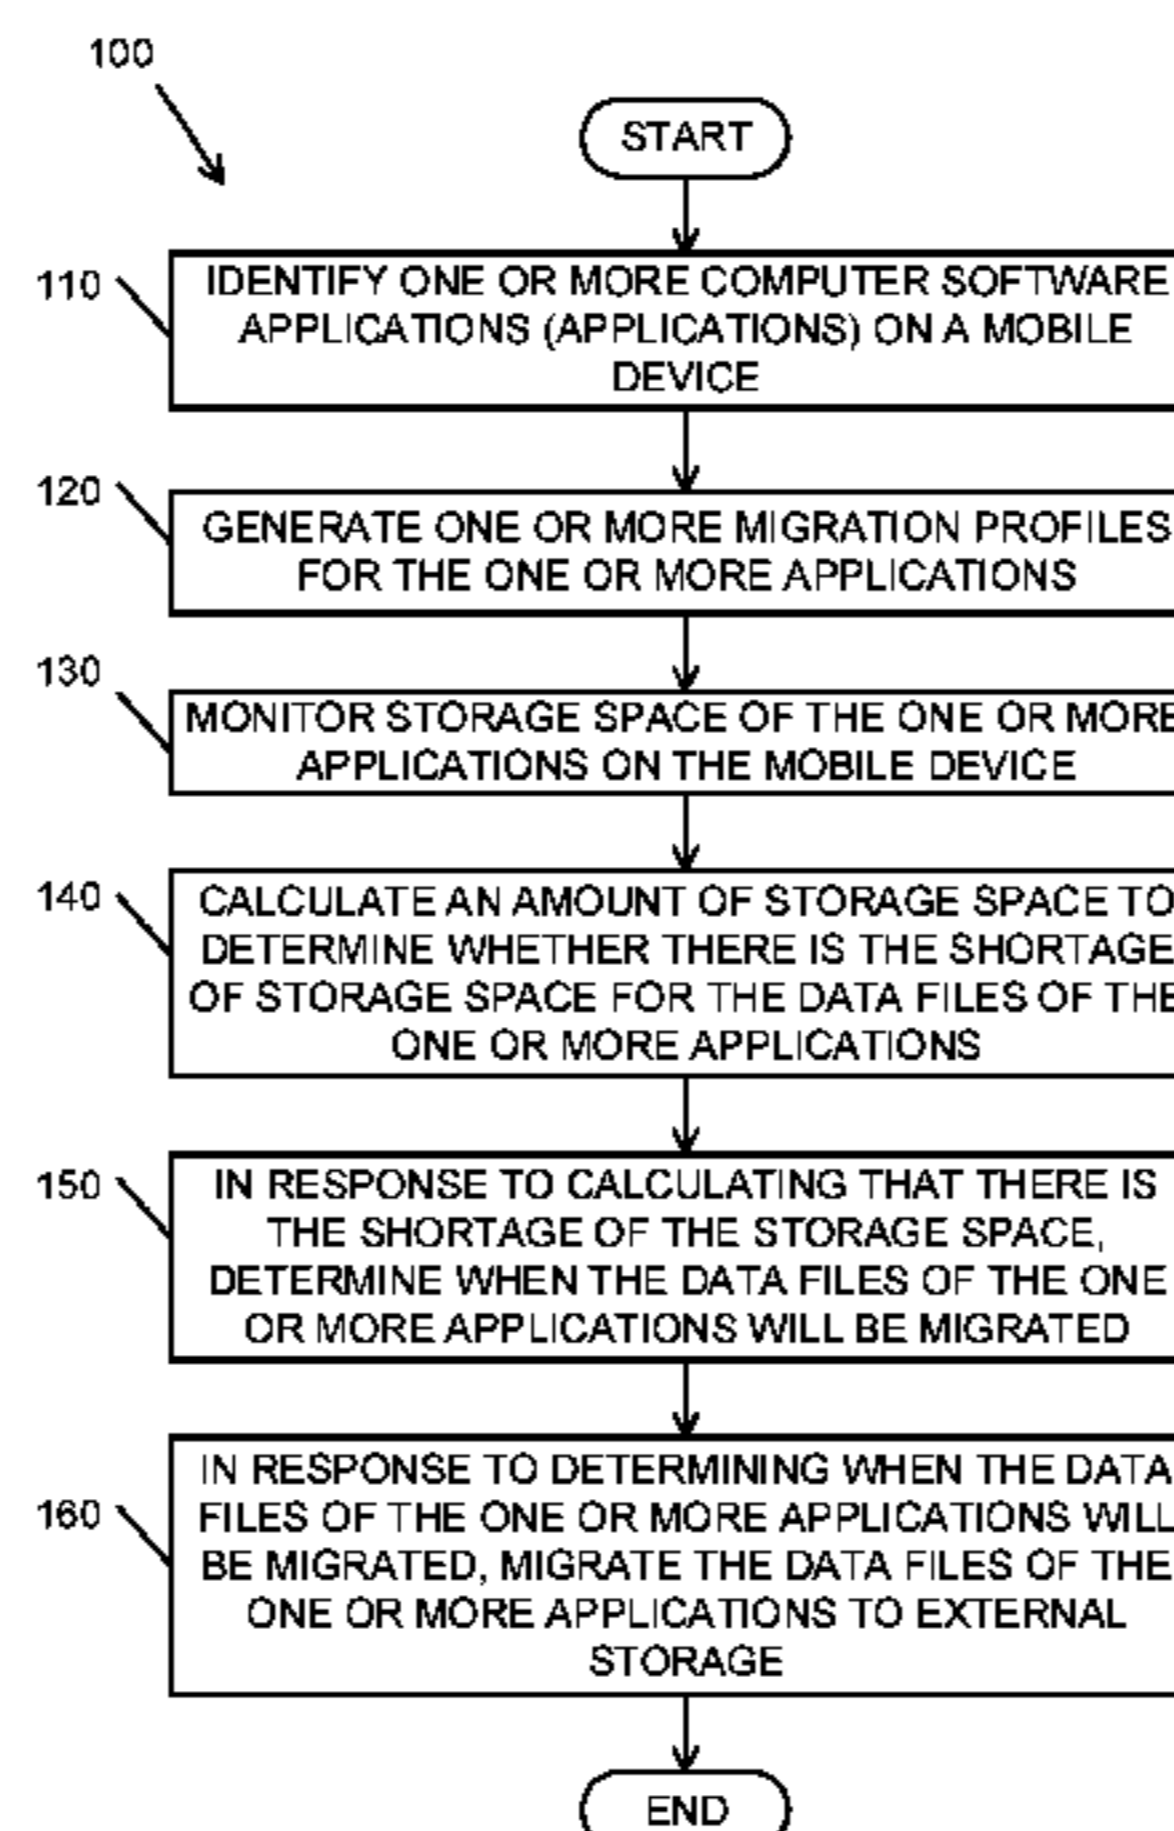 100
START
110
IDENTIFY ONE OR MORE COMPUTER SOFTWARE
APPLICATIONS (APPLICATIONS) ON A MOBILE
DEVICE
120
GENERATE ONE OR MORE MIGRATION PROFILES
FOR THE ONE OR MORE APPLICATIONS
130
MONITOR STORAGE SPACE OF THE ONE OR MORE
APPLICATIONS ON THE MOBILE DEVICE
140
CALCULATE AN AMOUNT OF STORAGE SPACE TO
DETERMINE WHETHER THERE IS THE SHORTAGE
OF STORAGE SPACE FOR THE DATA FILES OF THE
ONE OR MORE APPLICATIONS
150
IN RESPONSE TO CALCULATING THAT THERE IS
THE SHORTAGE OF THE STORAGE SPACE,
DETERMINE WHEN THE DATA FILES OF THE ONE
OR MORE APPLICATIONS WILL BE MIGRATED
160
IN RESPONSE TO DETERMINING WHEN THE DATA
FILES OF THE ONE OR MORE APPLICATIONS WILL
BE MIGRATED, MIGRATE THE DATA FILES OF THE
ONE OR MORE APPLICATIONS TO EXTERNAL
STORAGE
END